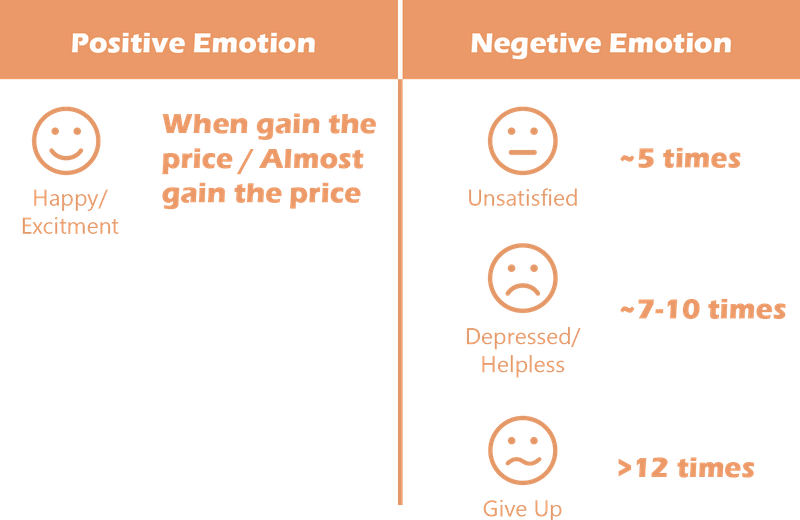 Positive Emotion
Negetive Emotion
Happy/
Excitment
When gain the
price / Almost
gain the price
Unsatisfied
~5 times
Depressed/
Helpless
~7-10 times
Give Up
>12 times